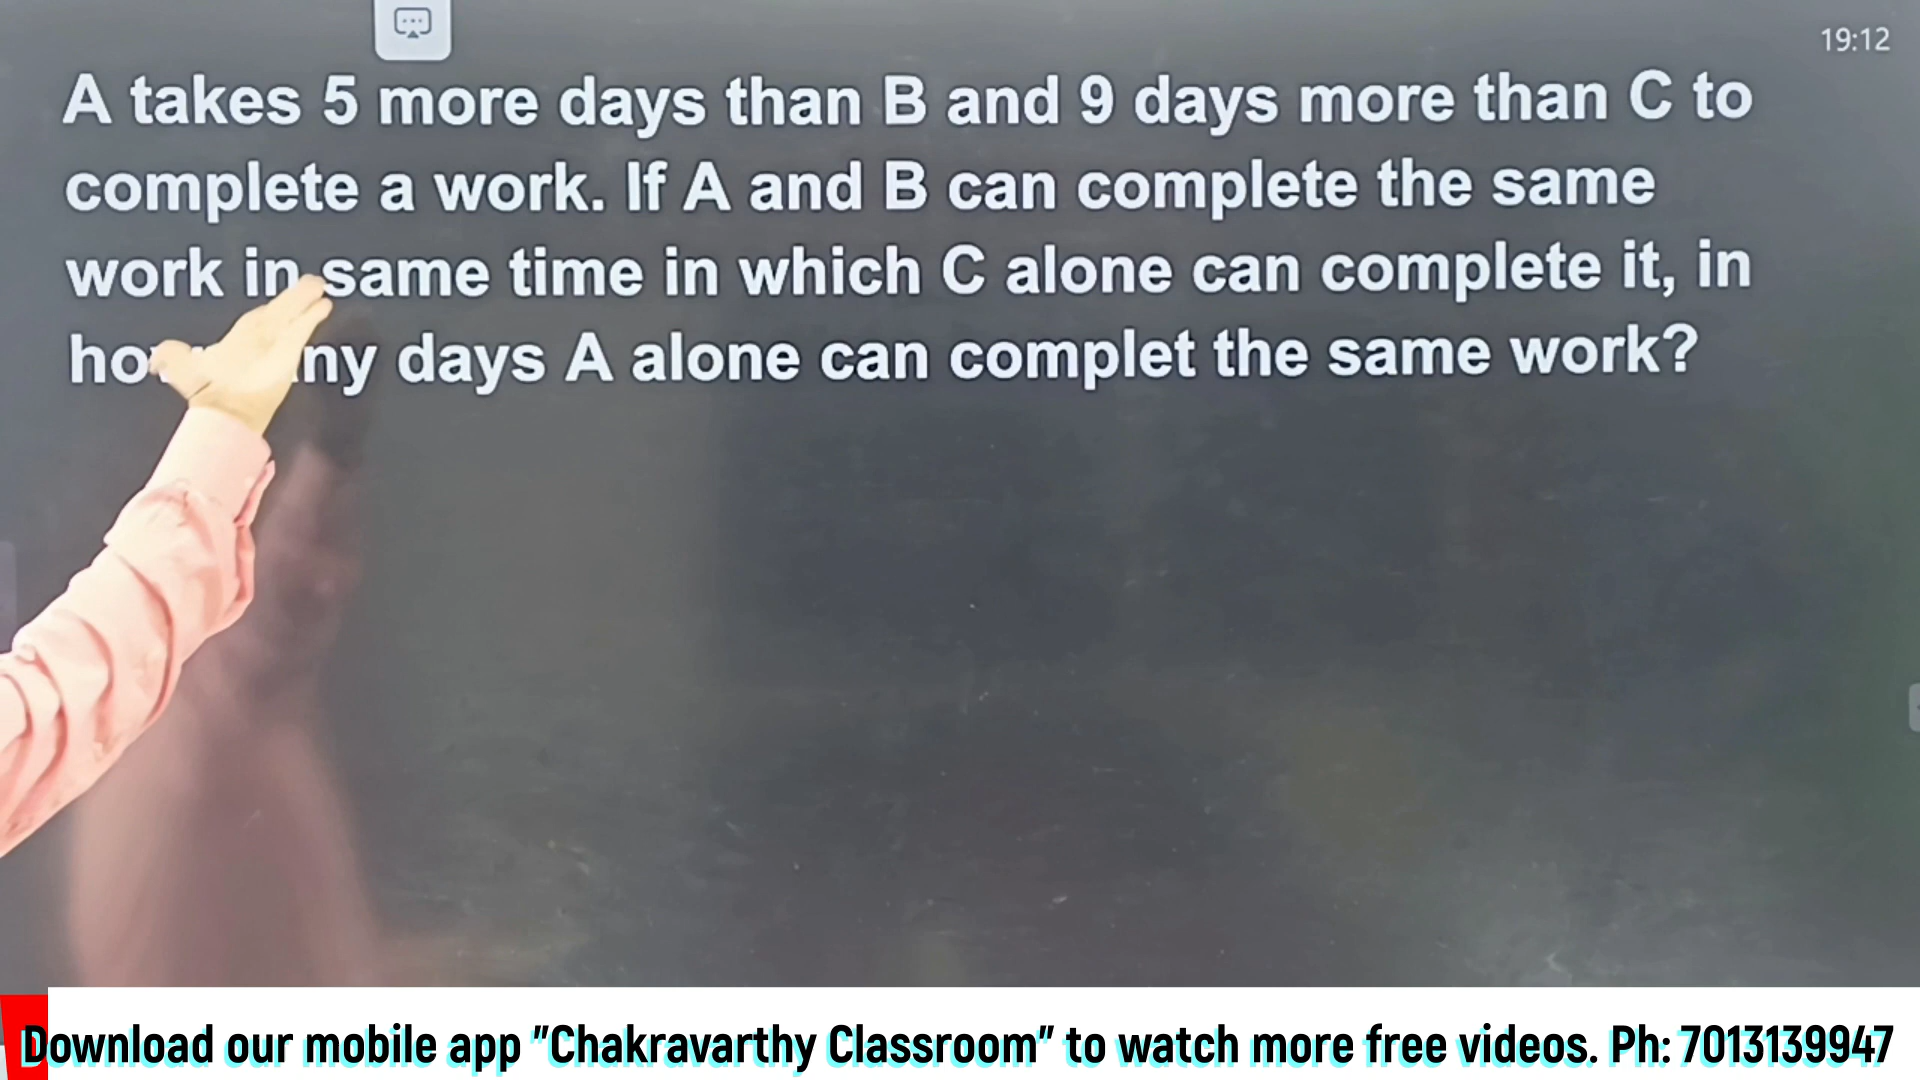 19:12
A takes 5 more days than B and 9 days more than C to
complete a work. If A and B can complete the same
work in same time in which C alone can complete it, in
days A alone can complet the same work?
Download our mobile app "Chakravarthy Classroom" to watch more free videos. Ph: 7013139947